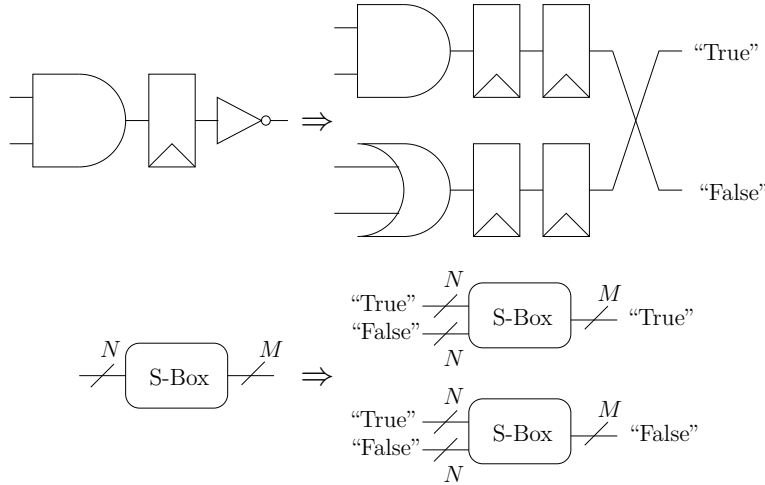 “True”
⇒
“False”
N
“True”
“False”
S-Box
M
“True”
N
N
S-Box
M
⇒
N
“True”
“False”
S-Box
M
“False”
N